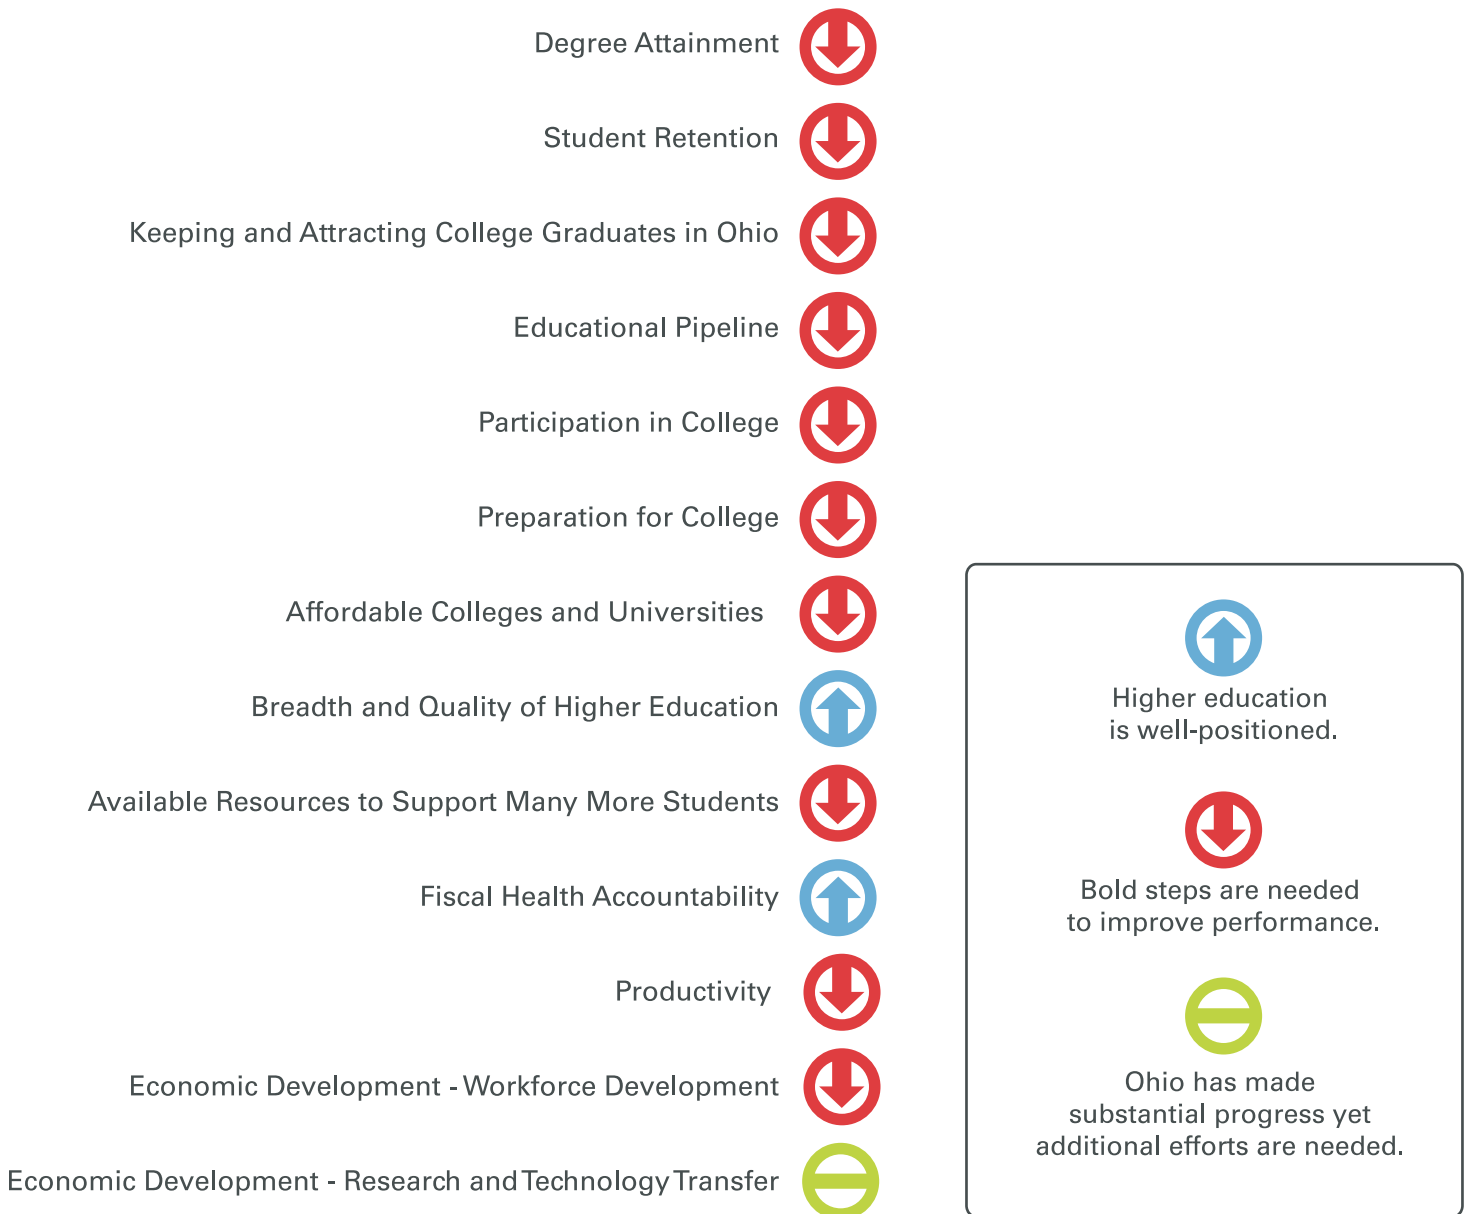 Degree Attainment
Student Retention
Keeping and Attracting College Graduates in Ohio
Educational Pipeline
Participation in College
Preparation for College
Affordable Colleges and Universities
Breadth and Quality of Higher Education
Available Resources to Support Many More Students
Fiscal Health Accountability
Productivity
Economic Development - Workforce Development
Economic Development - Research and Technology Transfer
Higher education
is well-positioned.
Bold steps are needed
to improve performance.
Ohio has made
substantial progress yet
additional efforts are needed.